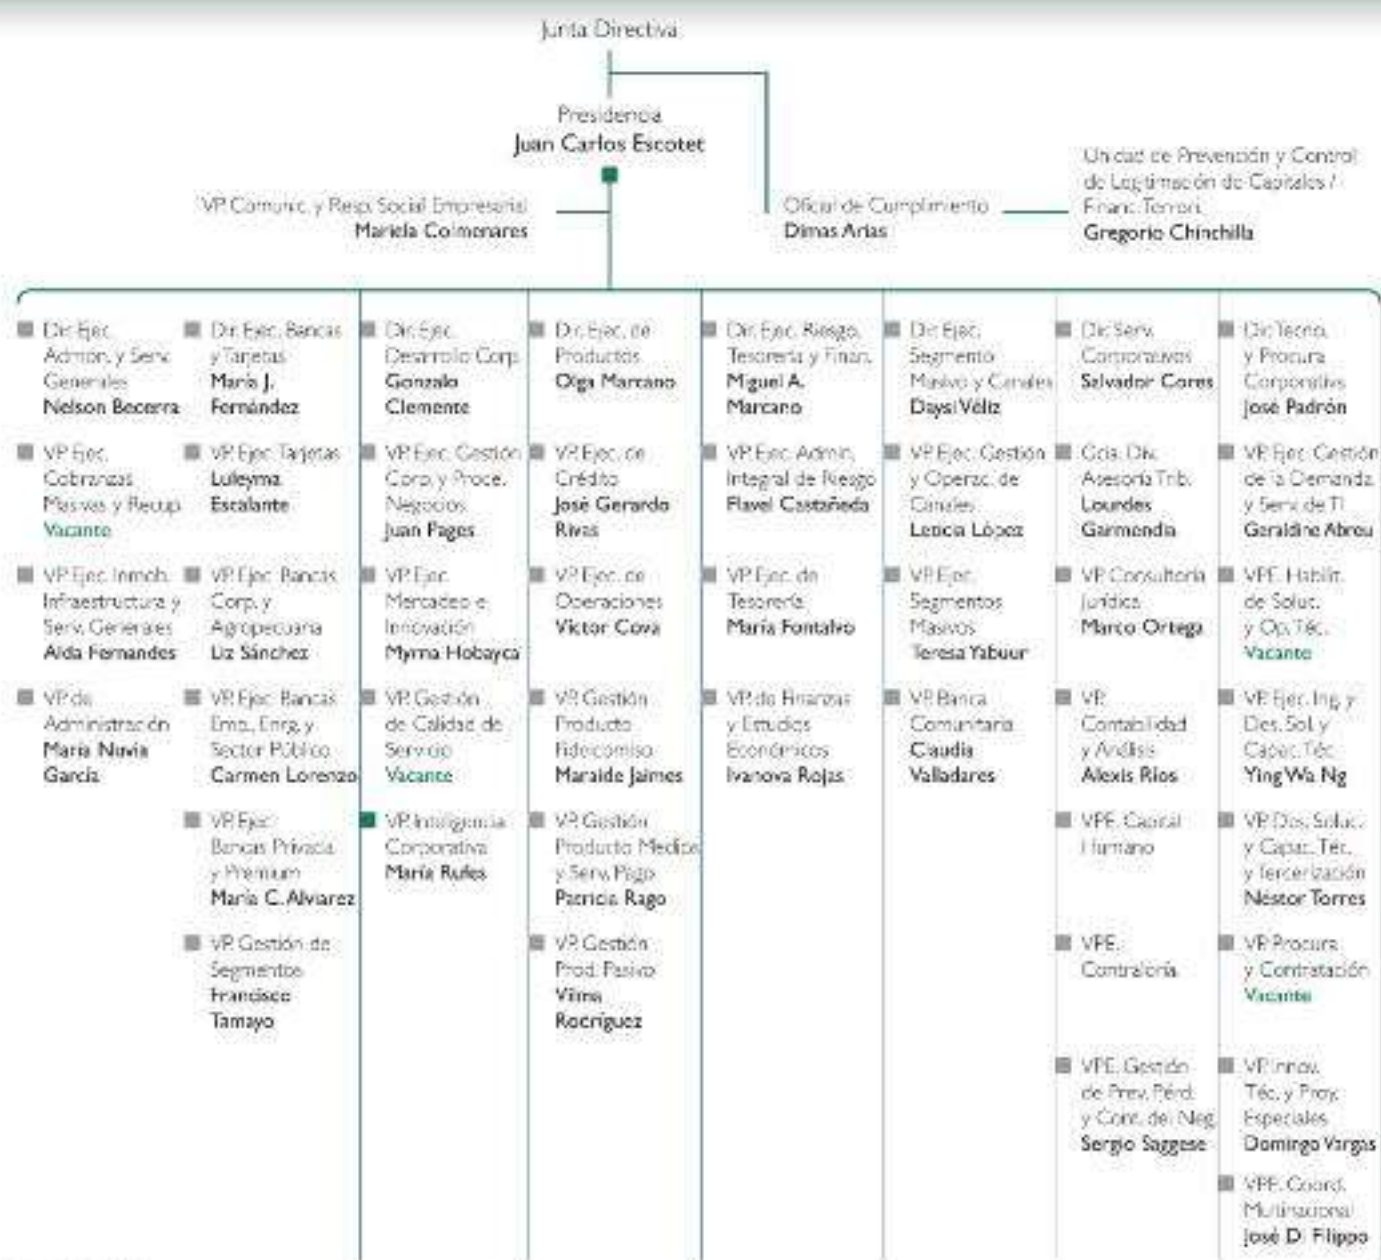 Junta Directiva
Presidencia
Juan Carlos Escotet
VP. Comunic. y Resp. Social Empresarial
Mariela Colmenares
Oficial de Cumplimiento
Dimas Arias
Unidad de Prevención y Control
de Legitimación de Capitales /
Financ. Terrori.
Gregorio Chinchilla
Dir. Ejec.
Admon. y Serv.
Generales
Nelson Becerra
VP. Ejec.
Cobranzas
Masivas y Recup.
Vacante
VP. Ejec. Inmob.
Infraestructura y
Serv. Generales
Aída Fernandes
VP. de
Administración
María Nuvia
García
Dir. Ejec. Bancas
y Tarjetas
María J.
Fernández
VP. Ejec. Tarjetas
Luleyma
Escalante
VP. Ejec. Bancas
Corp. y
Agropecuaria
Liz Sánchez
VP. Ejec. Bancas
Emp., Enrg. y
Sector Público
Carmen Lorenzo
VP. Ejec.
Bancas Privada
y Premium
María C. Alviarez
VP. Gestión de
Segmentos
Francisco
Tamayo
Dir. Ejec.
Desarrollo Corp.
Gonzalo
Clemente
VP. Ejec. Gestión
Corp. y Proce.
Negocios
Juan Pages
VP. Ejec.
Mercadeo e
Innovación
Myrna Hobayca
VP. Gestión
de Calidad de
Servicio
Vacante
VP. Inteligencia
Corporativa
María Rufes
Dir. Ejec. de
Productos
Olga Marcano
VP. Ejec. de
Crédito
José Gerardo
Rivas
VP. Ejec. de
Operaciones
Víctor Cova
VP. Gestión
Producto
Fideicomiso
Maraide Jaimes
VP. Gestión
Producto Medios
y Serv. Pago
Patricia Rago
VP. Gestión
Prod. Pasivo
Vilma
Rodríguez
Dir. Ejec. Riesgo,
Tesorería y Finan.
Miguel A.
Marcano
VP. Ejec. Admin.
Integral de Riesgo
Flavel Castañeda
VP. Ejec. de
Tesorería
María Fontalvo
VP. de Finanzas
y Estudios
Económicos
Ivanova Rojas
Dir. Ejec.
Segmento
Masivo y Canales
Daysi Véliz
VP. Ejec. Gestión
y Operac. de
Canales
Leticia López
VP. Ejec.
Segmentos
Masivos
Teresa Yabuur
VP. Banca
Comunitaria
Claudia
Valladares
Dir. Serv.
Corporativos
Salvador Cores
Gcia. Div.
Asesoría Trib.
Lourdes
Garmendia
VP. Consultoría
Jurídica
Marco Ortega
VP.
Contabilidad
y Análisis
Alexis Ríos
VPE. Capital
Humano
VPE.
Contraloría
VPE. Gestión
de Prev. Pérd.
y Cont. del Neg.
Sergio Saggese
Dir. Tecno.
y Procura
Corporativa
José Padrón
VP. Ejec. Gestión
de la Demanda
y Serv. de TI
Geraldine Abreu
VPE. Habilit.
de Soluc.
y Op. Téc.
Vacante
VP. Ejec. Ing. y
Des. Sol. y
Capac. Téc.
Ying Wa Ng
VP. Des. Soluc.
y Capac. Téc.
y Tercerización
Néstor Torres
VP. Procura
y Contratación
Vacante
VP. Innov.
Téc. y Proy.
Especiales
Domingo Vargas
VPE. Coord.
Multinacional
José Di Filippo